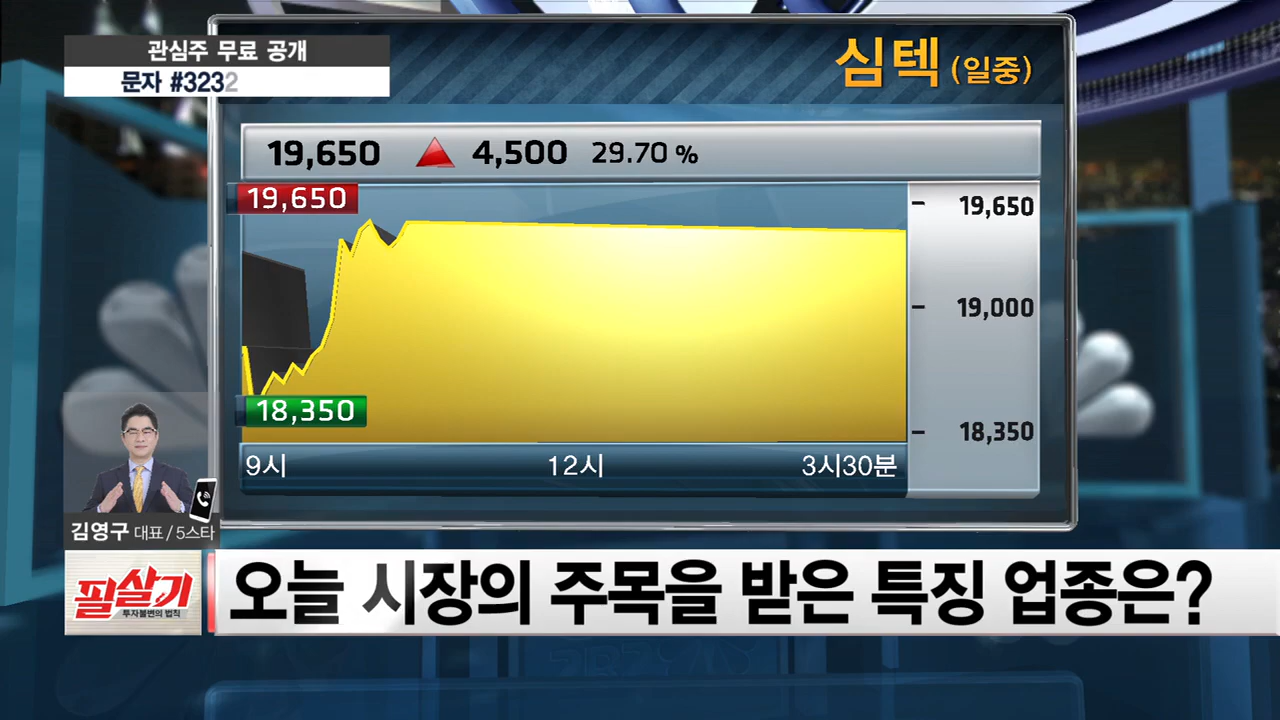 관심주 무료 공개
문자 #3232
심텍 (일중)
19,650 ▲ 4,500 29.70 %
19,650
19,650
19,000
18,350
18,350
9시 12시 3시30분
김영구 대표 / 5스타
필살기
투자불변의 법칙
오늘 시장의 주목을 받은 특징 업종은?